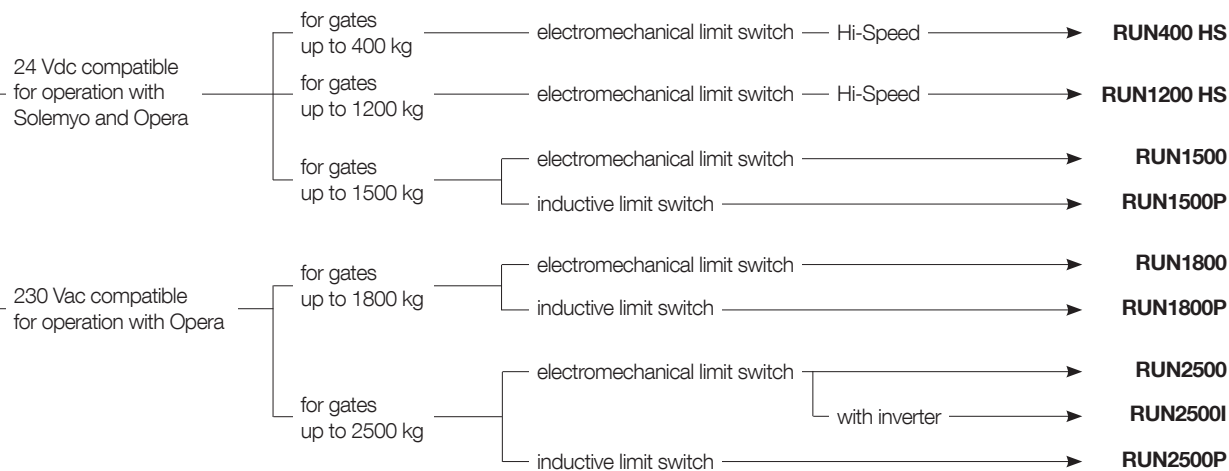 24 Vdc compatible
for operation with
Solemyo and Opera
for gates
up to 400 kg
electromechanical limit switch
Hi-Speed
RUN400 HS
for gates
up to 1200 kg
electromechanical limit switch
Hi-Speed
RUN1200 HS
for gates
up to 1500 kg
electromechanical limit switch
RUN1500
inductive limit switch
RUN1500P
230 Vac compatible
for operation with Opera
for gates
up to 1800 kg
electromechanical limit switch
RUN1800
inductive limit switch
RUN1800P
for gates
up to 2500 kg
electromechanical limit switch
RUN2500
with inverter
RUN2500I
inductive limit switch
RUN2500P